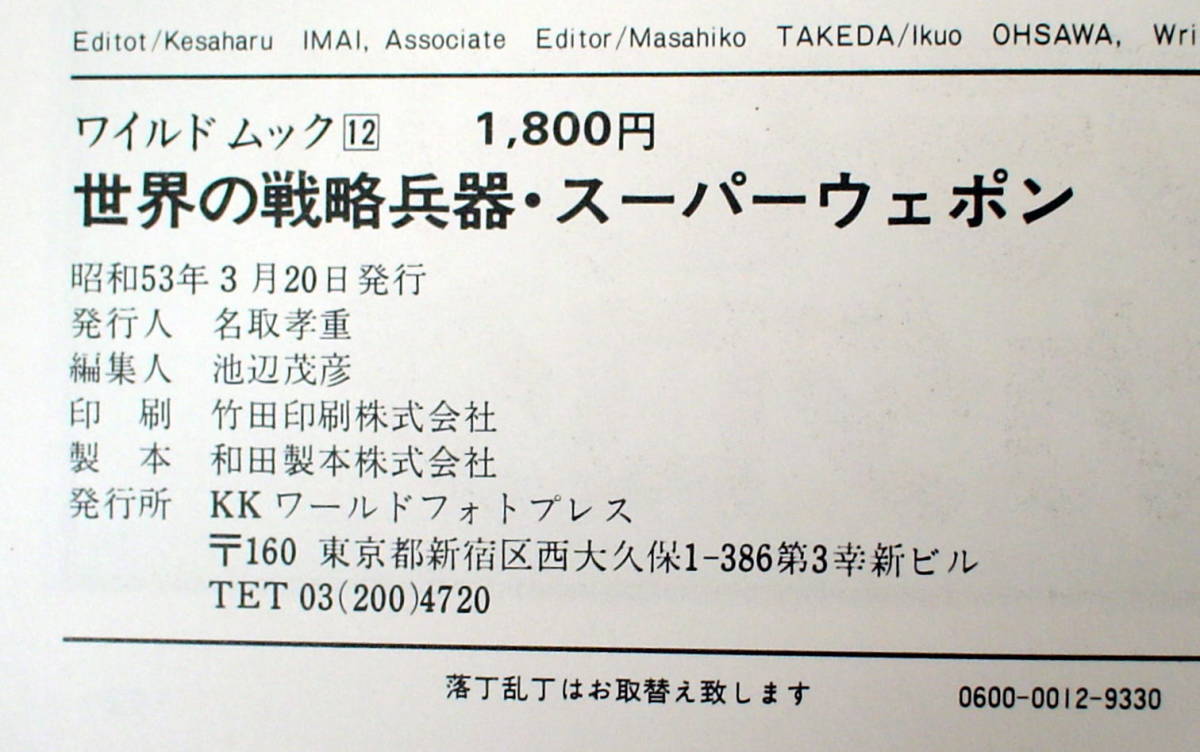 Editot/Kesaharu IMAI, Associate Editor/Masahiko TAKEDA/Ikuo OHSAWA, Wri
ワイルド ムック12 1,800円
世界の戦略兵器・スーパーウェポン
昭和53年3月20日発行
発行人 名取孝重
編集人 池辺茂彦
印 刷 竹田印刷株式会社
製 本 和田製本株式会社
発行所 KKワールドフォトプレス
〒160 東京都新宿区西大久保1-386第3幸新ビル
TET 03(200)4720
落丁乱丁はお取替え致します 0600-0012-9330